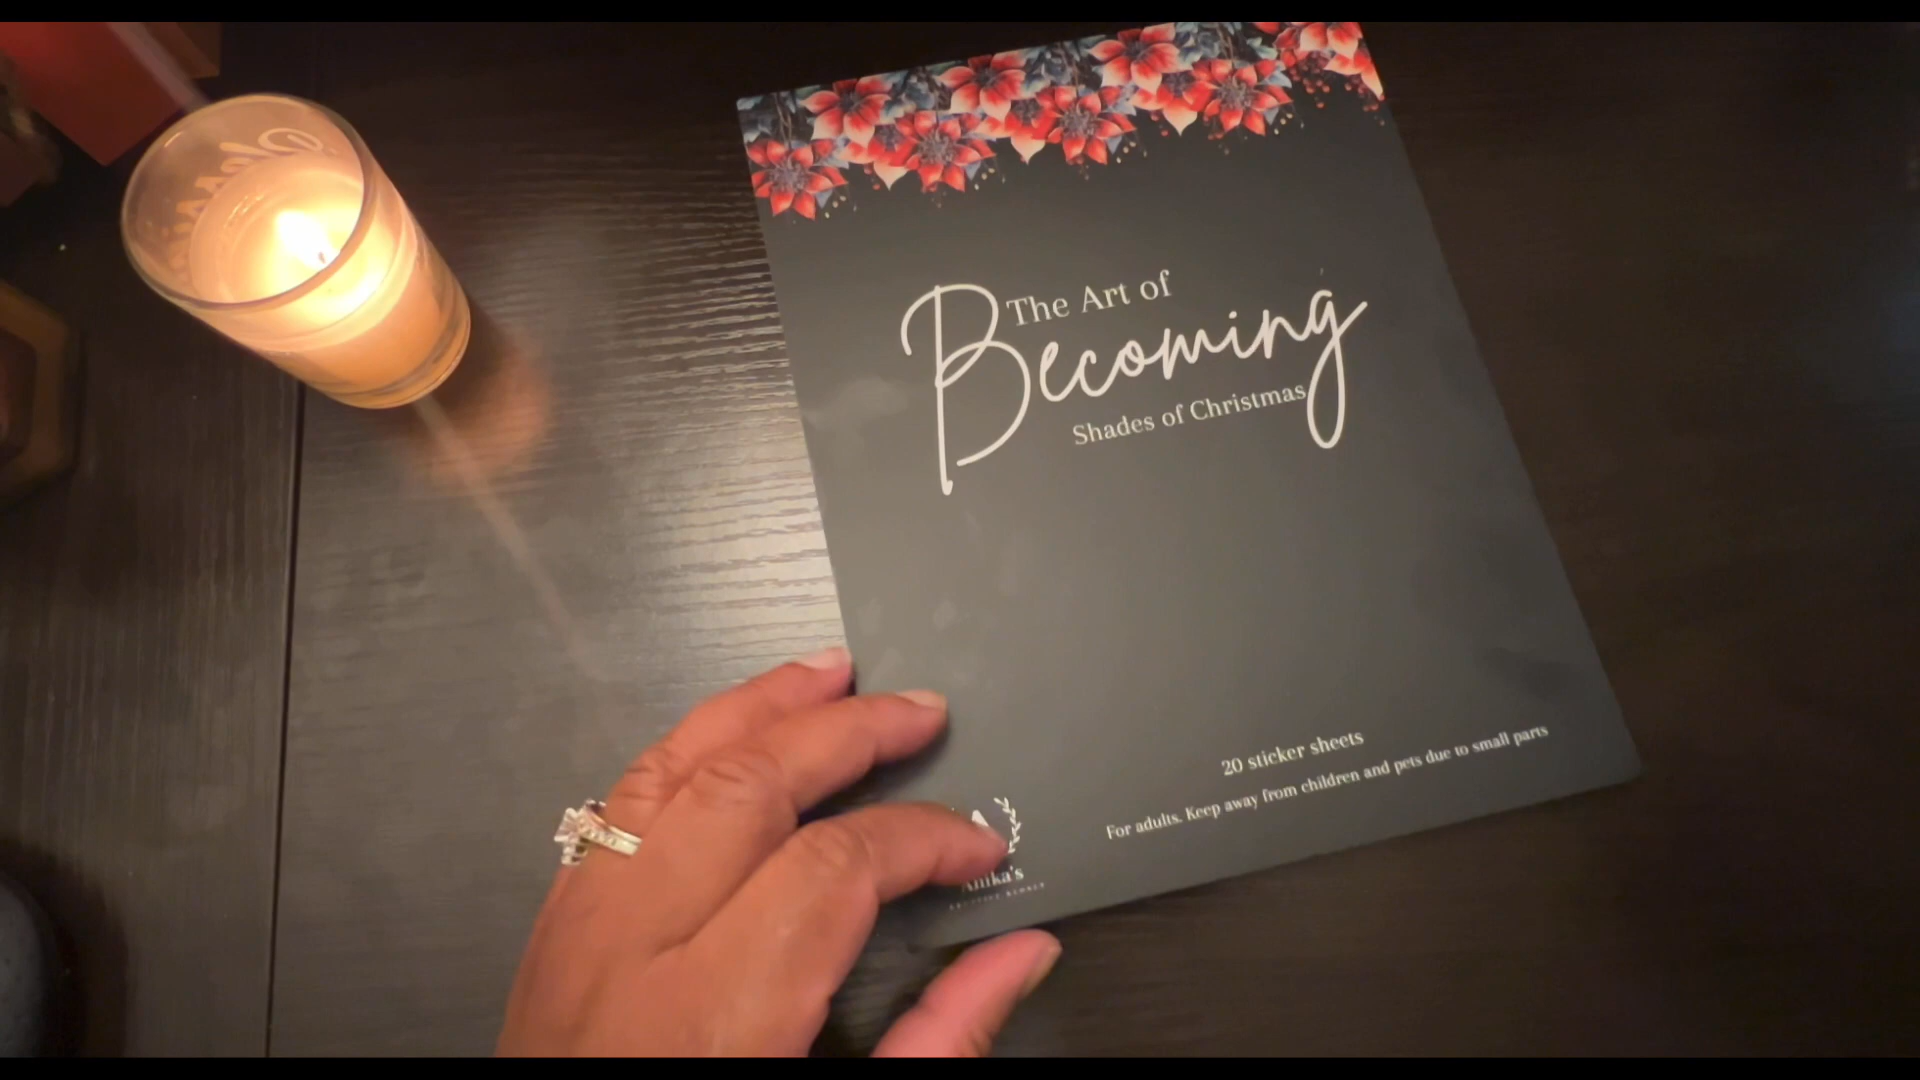 The Art of
Becoming
Shades of Christmas
20 sticker sheets
For adults. Keep away from children and pets due to small parts
Anika's